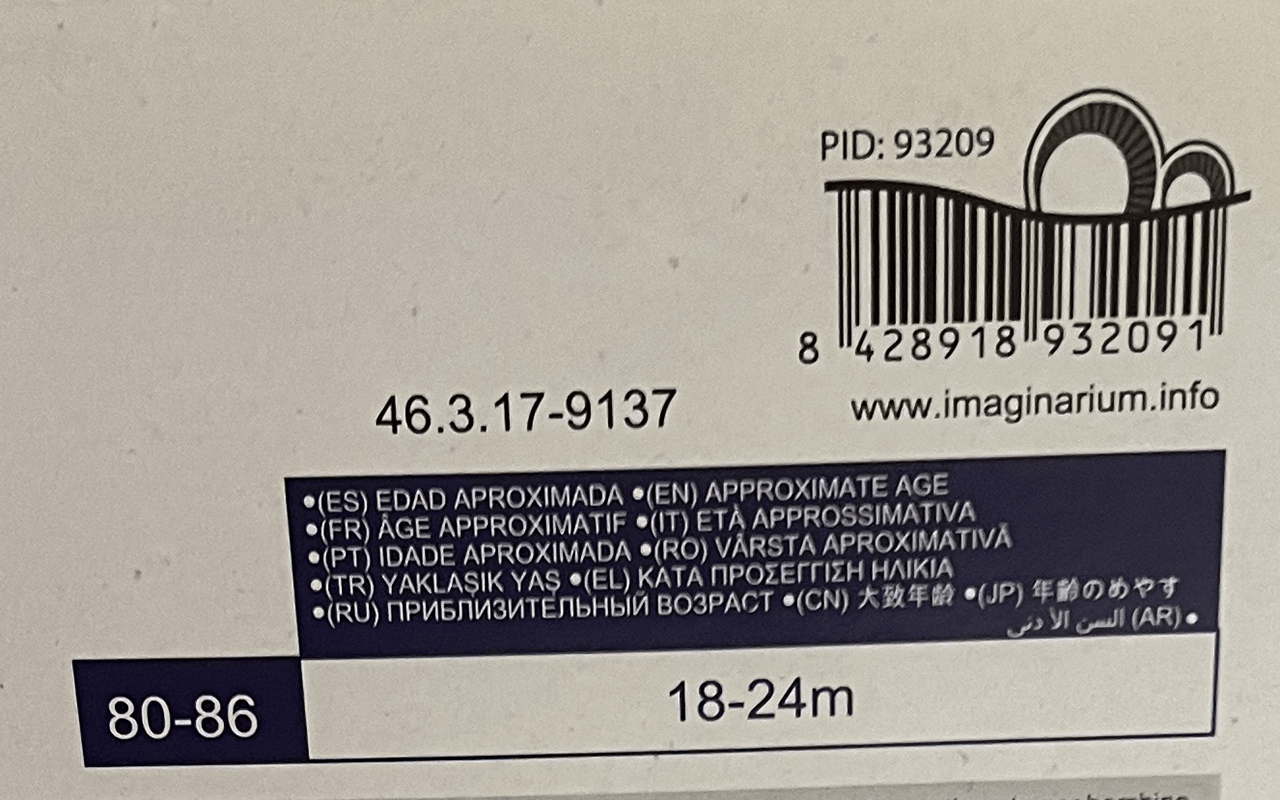 PID: 93209
8 428918 932091
www.imaginarium.info
46.3.17-9137
•(ES) EDAD APROXIMADA •(EN) APPROXIMATE AGE
•(FR) ÂGE APPROXIMATIF •(IT) ETÀ APPROSSIMATIVA
•(PT) IDADE APROXIMADA •(RO) VÂRSTA APROXIMATIVĂ
•(TR) YAKLAŞIK YAŞ •(EL) ΚΑΤΑ ΠΡΟΣΕΓΓΙΣΗ ΗΛΙΚΙΑ
•(RU) ПРИБЛИЗИТЕЛЬНЫЙ ВОЗРАСТ •(CN) 大致年龄 •(JP) 年齢のめやす
•(AR) السن الأدنى
80-86
18-24m